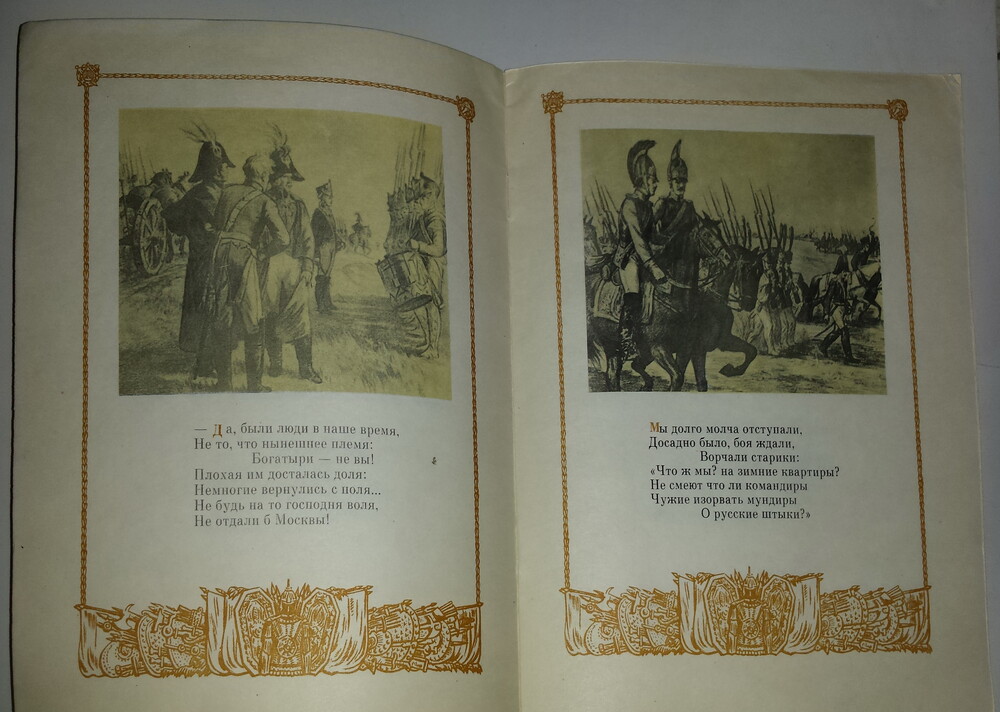 — Да, были люди в наше время,
Не то, что нынешнее племя:
Богатыри — не вы!
Плохая им досталась доля:
Немногие вернулись с поля...
Не будь на то господня воля,
Не отдали б Москвы!
Мы долго молча отступали,
Досадно было, боя ждали,
Ворчали старики:
«Что ж мы? на зимние квартиры?
Не смеют что ли командиры
Чужие изорвать мундиры
О русские штыки?»